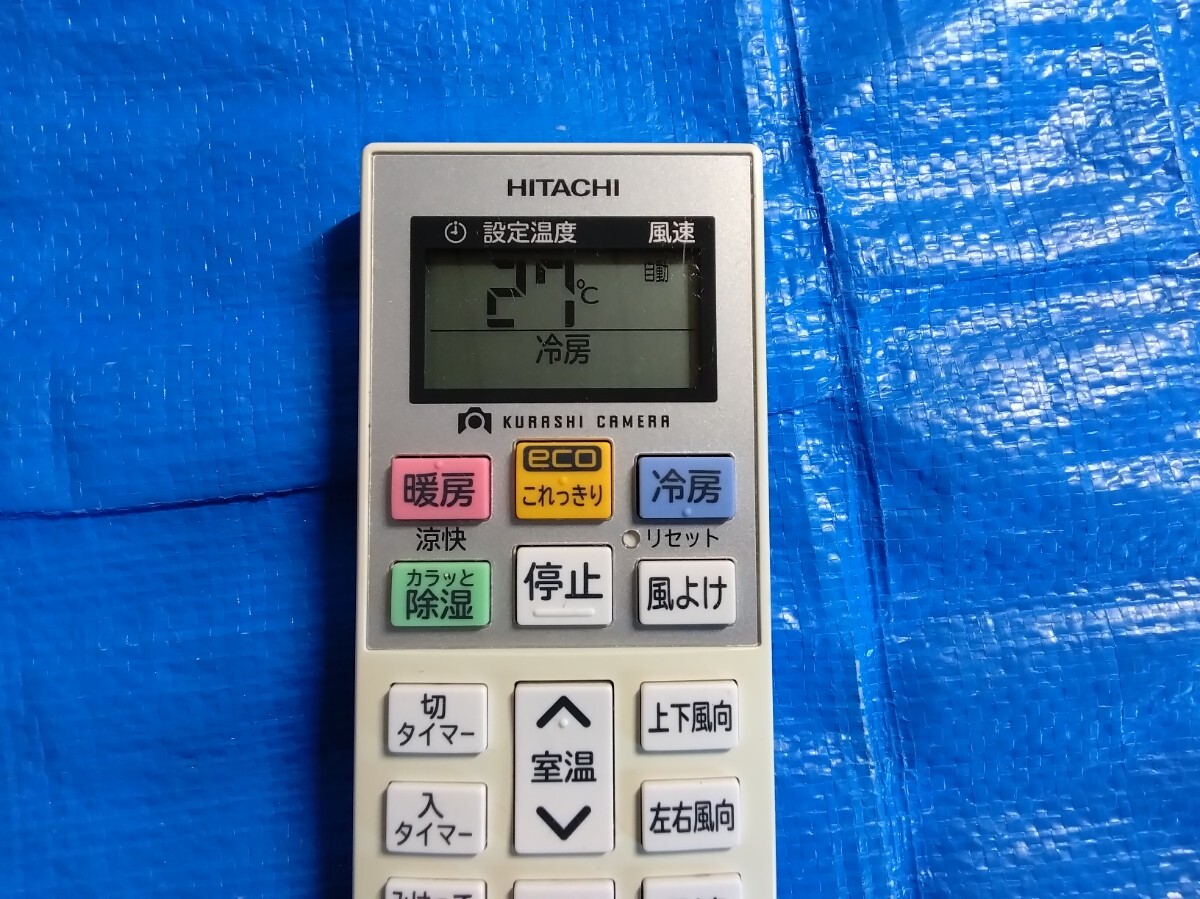 HITACHI
設定温度 風速
27℃ 自動
冷房
KURASHI CAMERA
暖房
eco
これっきり
冷房
涼快
リセット
カラッと
除湿
停止
風よけ
切
タイマー
室温
上下風向
入
タイマー
左右風向